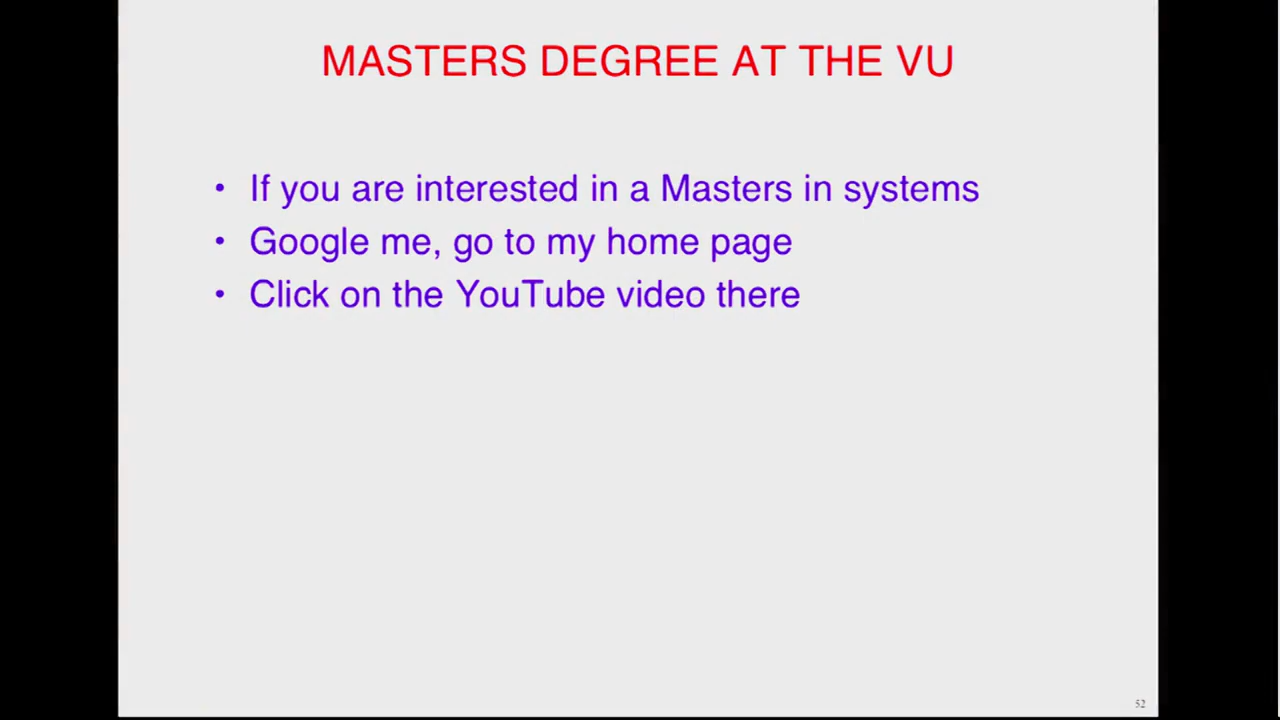 MASTERS DEGREE AT THE VU
• If you are interested in a Masters in systems
• Google me, go to my home page
• Click on the YouTube video there
52